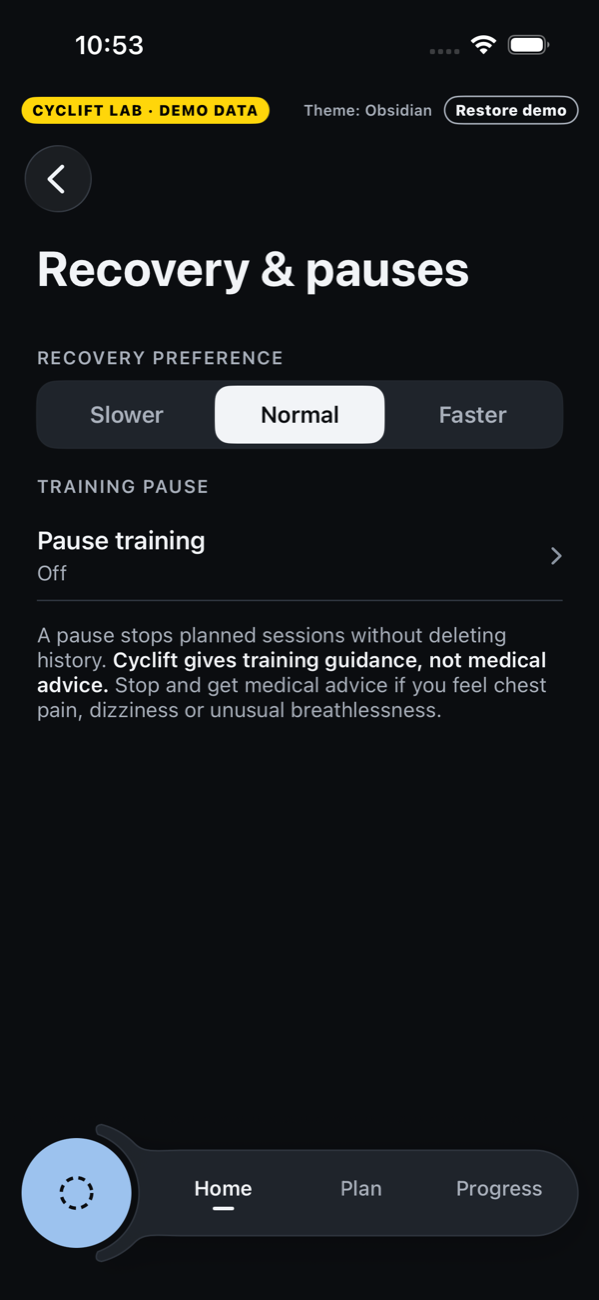 10:53
CYCLIFT LAB · DEMO DATA
Theme: Obsidian
Restore demo
Recovery & pauses
RECOVERY PREFERENCE
Slower
Normal
Faster
TRAINING PAUSE
Pause training
Off
A pause stops planned sessions without deleting
history. Cyclift gives training guidance, not medical
advice. Stop and get medical advice if you feel chest
pain, dizziness or unusual breathlessness.
Home
Plan
Progress